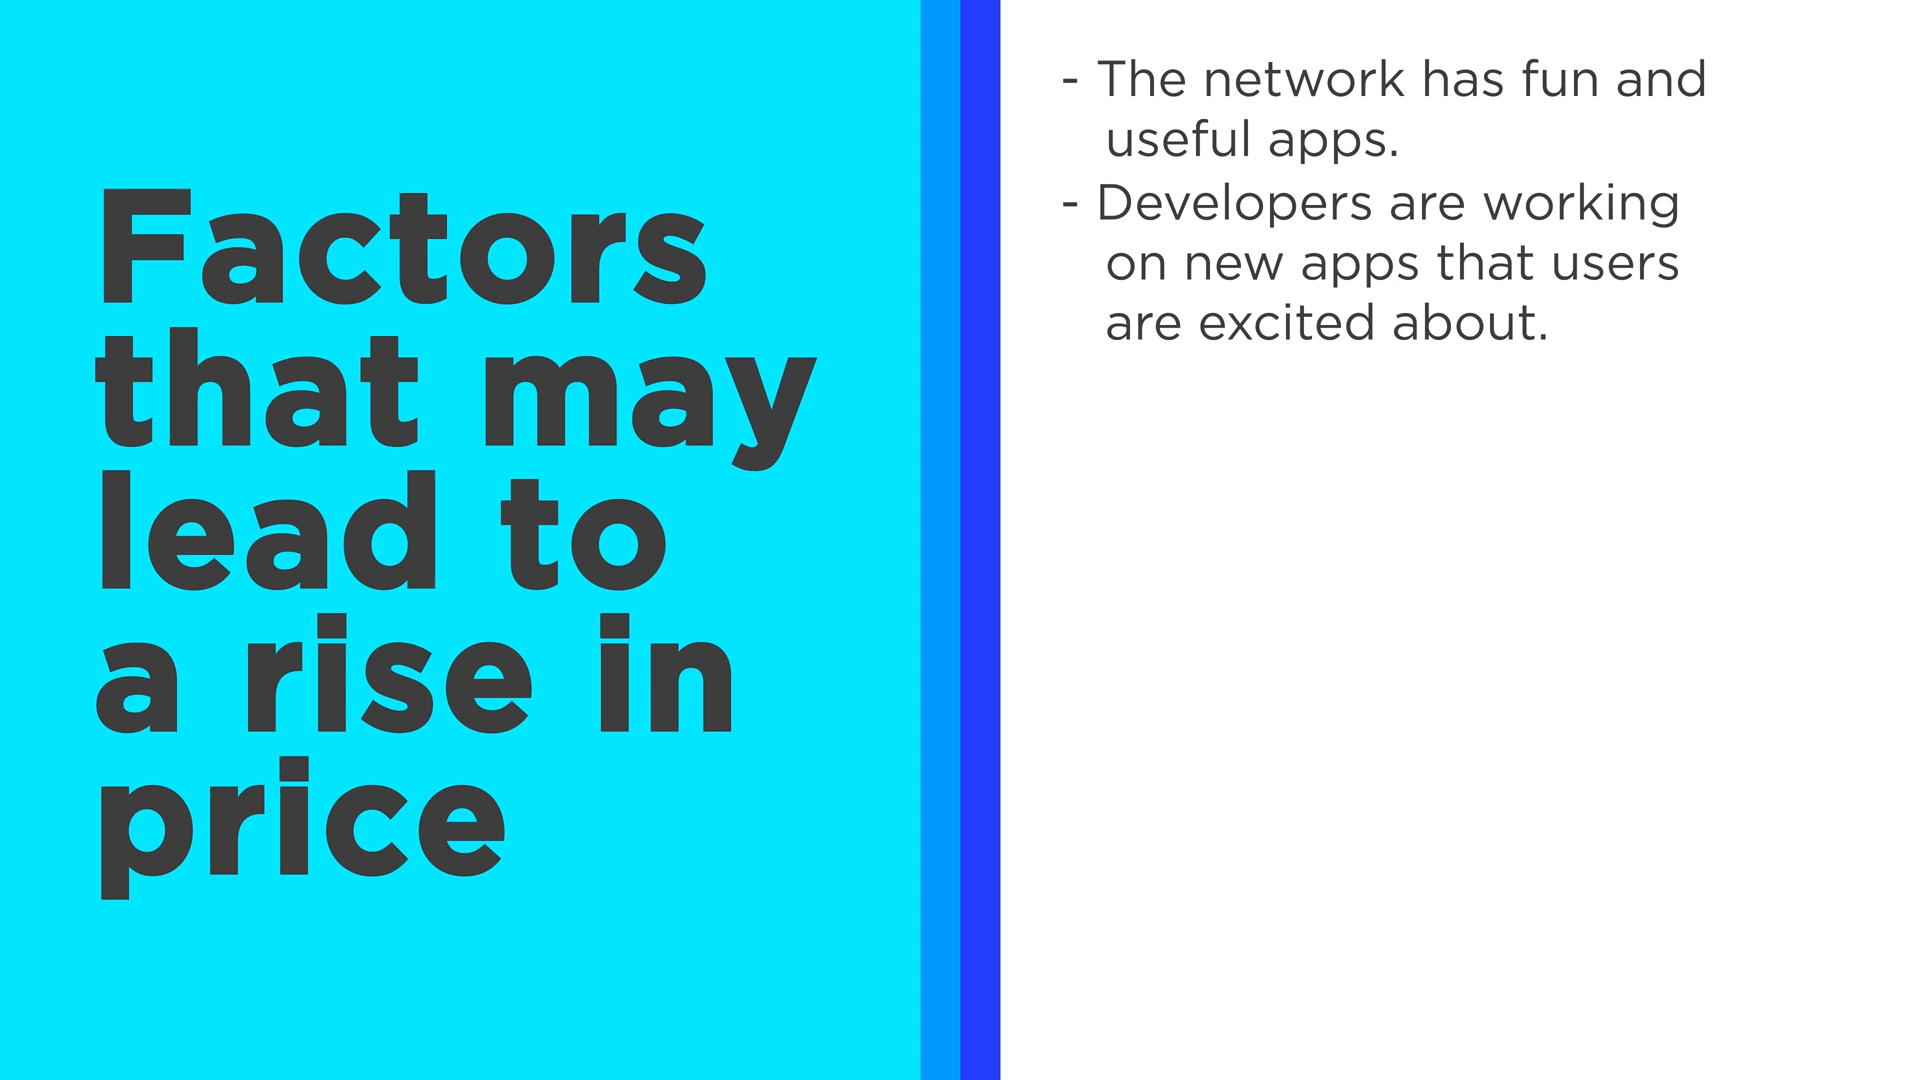 Factors
that may
lead to
a rise in
price
- The network has fun and
useful apps.
- Developers are working
on new apps that users
are excited about.